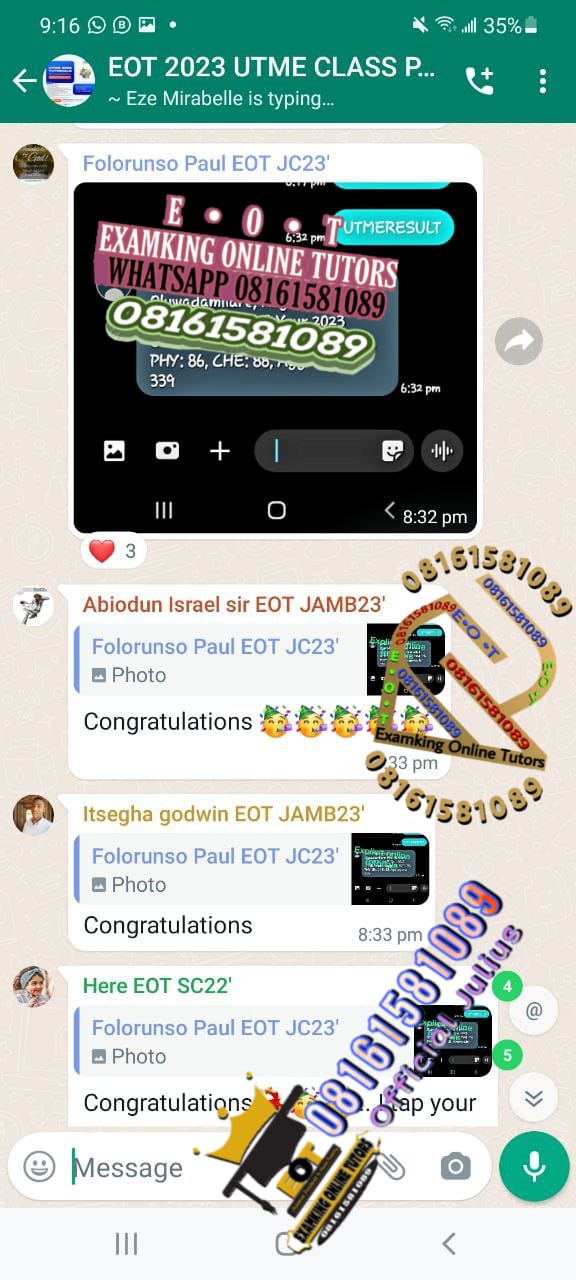 9:16
35%
EOT 2023 UTME CLASS P...
~ Eze Mirabelle is typing...
Folorunso Paul EOT JC23'
UTMERESULT
6:32 pm
E • O • T
EXAMKING ONLINE TUTORS
WHATSAPP 08161581089
08161581089
2023
PHY: 86, CHE: 88,
339
6:32 pm
8:32 pm
3
Abiodun Israel sir EOT JAMB23'
Folorunso Paul EOT JC23'
Photo
Congratulations
:33 pm
08161581089
08161581089
08161581089
E•O•T
08161581089
E•O•T
08161581089
Examking Online Tutors
08161581089
Itsegha godwin EOT JAMB23'
Folorunso Paul EOT JC23'
Photo
Congratulations
8:33 pm
Here EOT SC22'
Folorunso Paul EOT JC23'
Photo
4
@
5
Congratulations
tap your
08161581089
Official Julius
EOT
EXAMKING ONLINE TUTORS
08161581089
Message